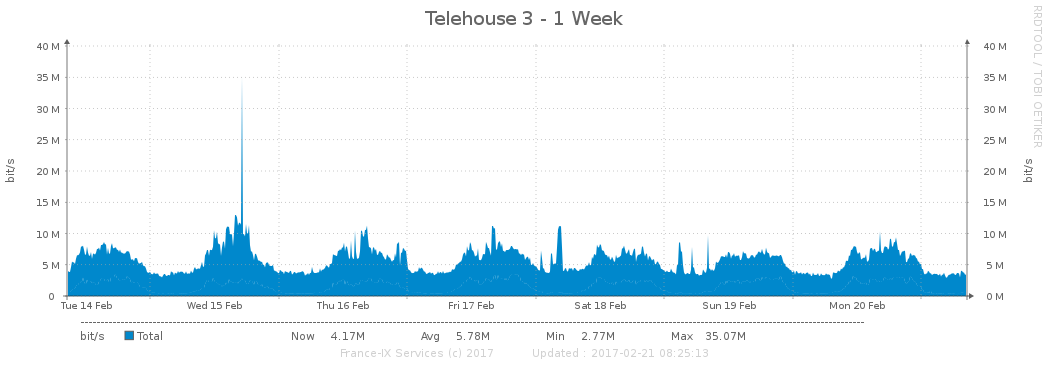 Telehouse 3 - 1 Week
RRDTOOL / TOBI OETIKER
40 M 40 M
35 M 35 M
30 M 30 M
25 M 25 M
20 M 20 M
15 M 15 M
10 M 10 M
5 M 5 M
0 0 M
bit/s
bit/s
Tue 14 Feb Wed 15 Feb Thu 16 Feb Fri 17 Feb Sat 18 Feb Sun 19 Feb Mon 20 Feb
bit/s Total Now 4.17M Avg 5.78M Min 2.77M Max 35.07M
France-IX Services (c) 2017 Updated : 2017-02-21 08:25:13